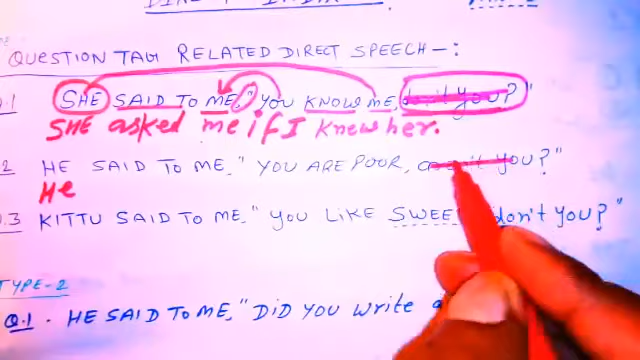 QUESTION TAG RELATED DIRECT SPEECH-:
.1 SHE SAID TO ME," you KNOW ME, don't you?"
SHE asked me if I knew her.
2 HE SAID TO ME," YOU ARE POOR, aren't you?"
He
.3 KITTU SAID TO ME," YOU LIKE SWEE don't you?"
TYPE-2
Q.1 . HE SAID TO ME," DID YOU write